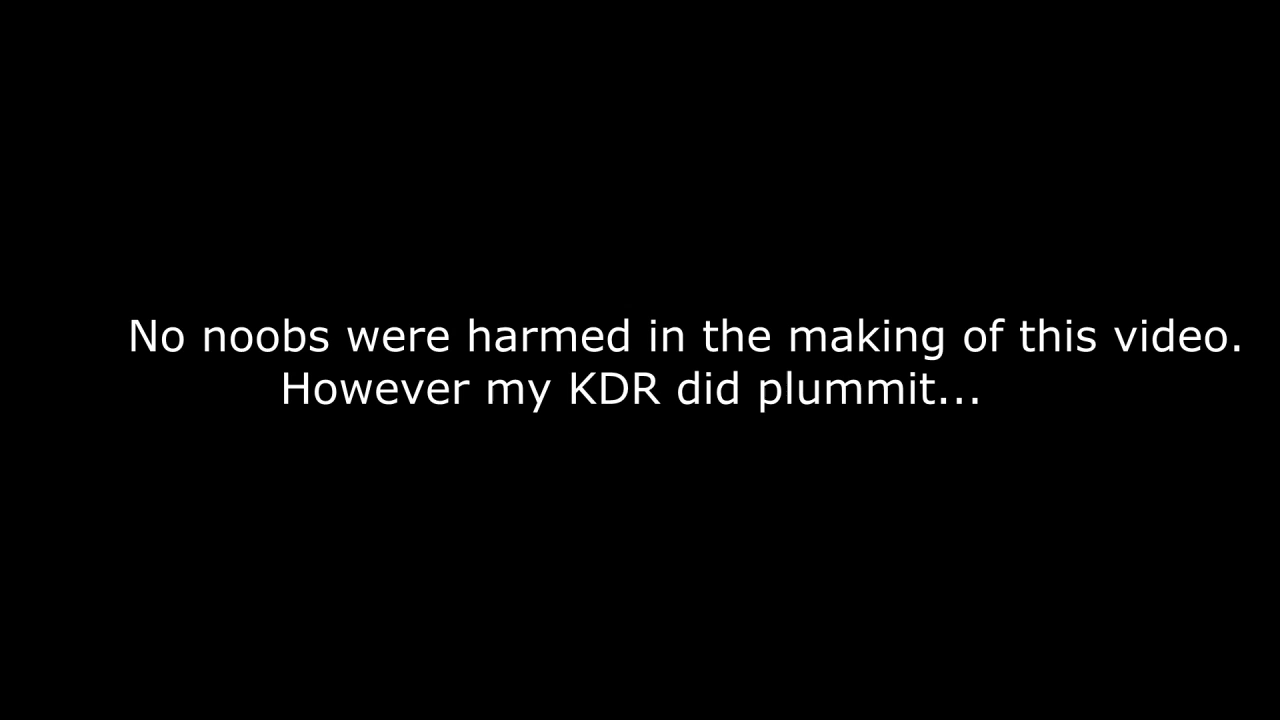 No noobs were harmed in the making of this video.
However my KDR did plummit...